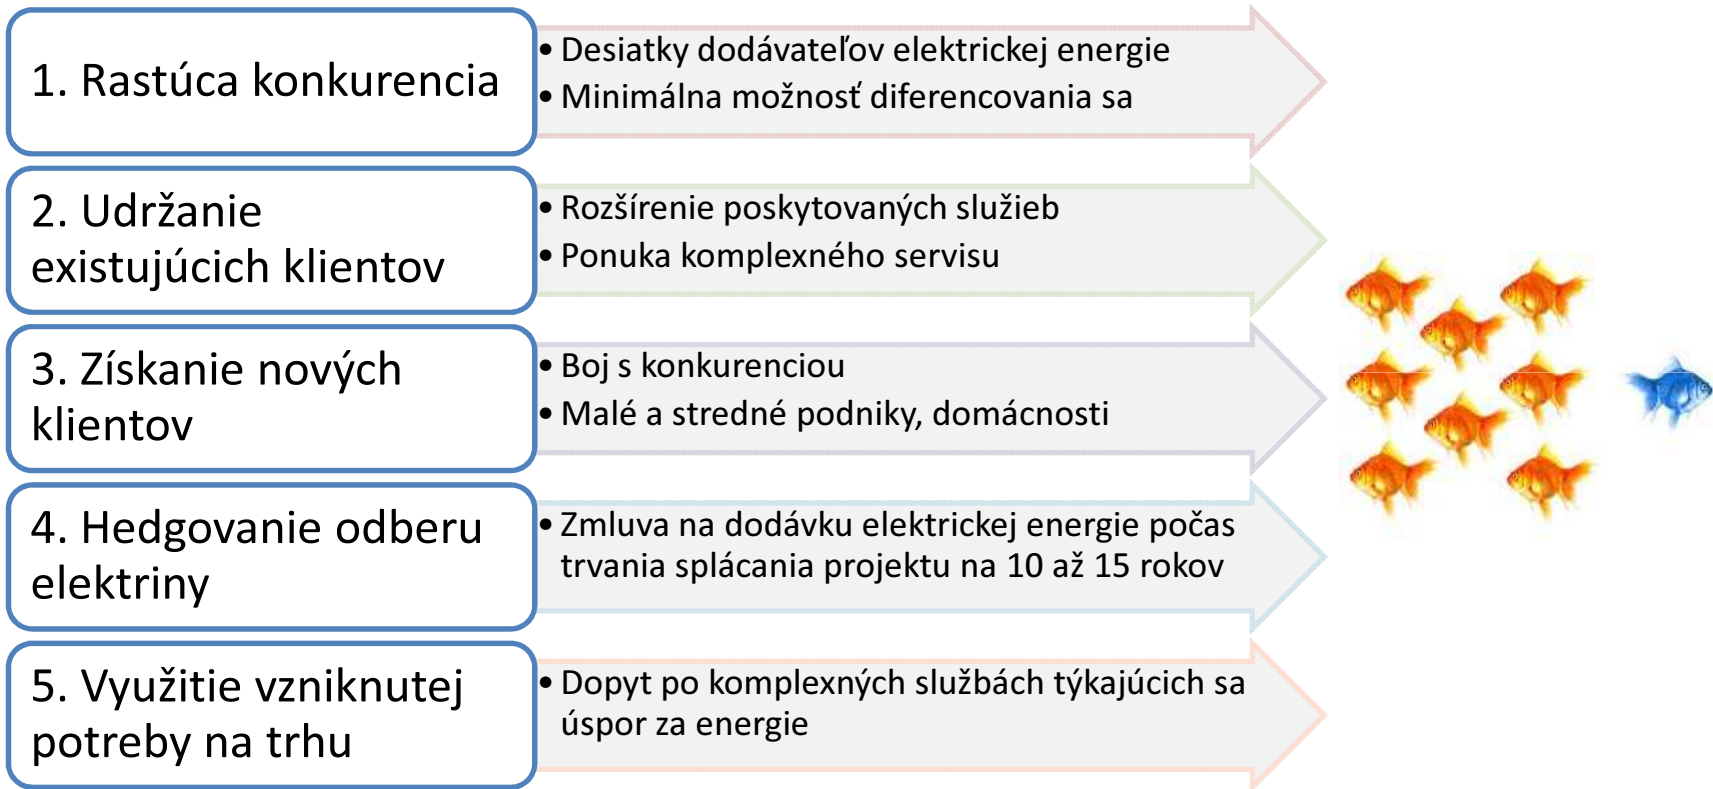 1. Rastúca konkurencia
• Desiatky dodávateľov elektrickej energie
• Minimálna možnosť diferencovania sa
2. Udržanie
existujúcich klientov
• Rozšírenie poskytovaných služieb
• Ponuka komplexného servisu
3. Získanie nových
klientov
• Boj s konkurenciou
• Malé a stredné podniky, domácnosti
4. Hedgovanie odberu
elektriny
• Zmluva na dodávku elektrickej energie počas
trvania splácania projektu na 10 až 15 rokov
5. Využitie vzniknutej
potreby na trhu
• Dopyt po komplexných službách týkajúcich sa
úspor za energie